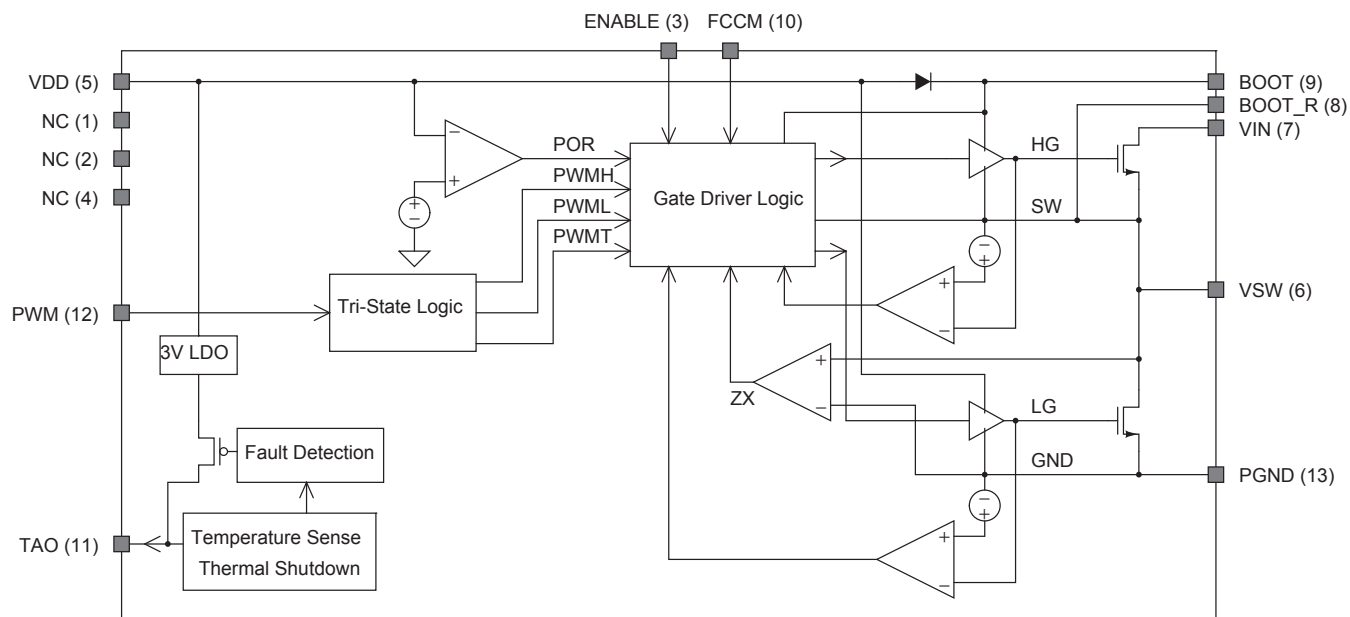 ENABLE (3) FCCM (10)
VDD (5)
BOOT (9)
BOOT_R (8)
NC (1)
VIN (7)
NC (2)
NC (4)
POR
PWMH
PWML
PWMT
Gate Driver Logic
HG
SW
PWM (12)
Tri-State Logic
VSW (6)
3V LDO
ZX
LG
GND
Fault Detection
PGND (13)
TAO (11)
Temperature Sense
Thermal Shutdown